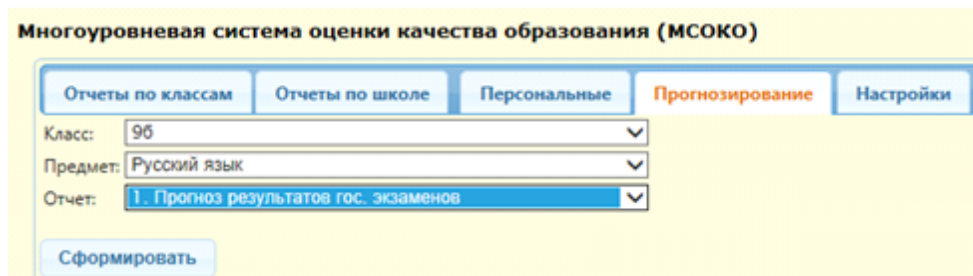 Многоуровневая система оценки качества образования (МСОКО)
Отчеты по классам Отчеты по школе Персональные Прогнозирование Настройки
Класс: 9б
Предмет: Русский язык
Отчет: 1. Прогноз результатов гос. экзаменов
Сформировать